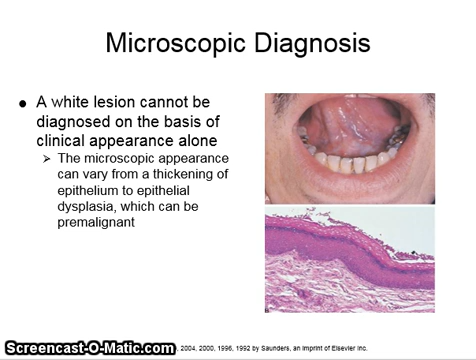 Microscopic Diagnosis
● A white lesion cannot be
diagnosed on the basis of
clinical appearance alone
➢ The microscopic appearance
can vary from a thickening of
epithelium to epithelial
dysplasia, which can be
premalignant
Screencast-O-Matic.com , 2004, 2000, 1996, 1992 by Saunders, an imprint of Elsevier Inc.